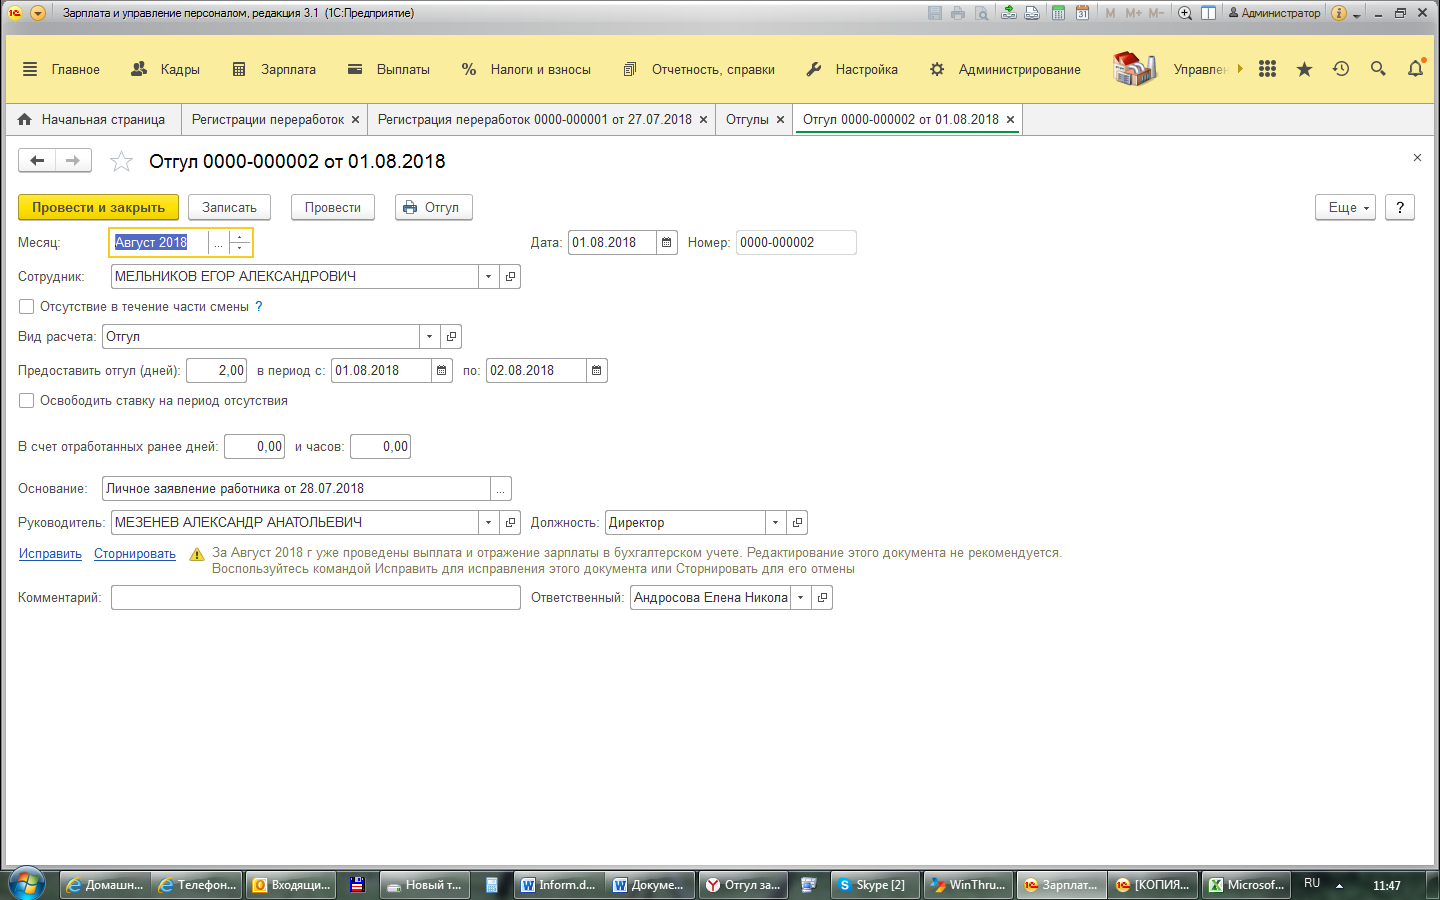 Зарплата и управление персоналом, редакция 3.1 (1С:Предприятие)
M M+ M- Администратор
Главное Кадры Зарплата Выплаты Налоги и взносы Отчетность, справки Настройка Администрирование Управлен
Начальная страница Регистрации переработок Регистрация переработок 0000-000001 от 27.07.2018 Отгулы Отгул 0000-000002 от 01.08.2018
Отгул 0000-000002 от 01.08.2018
Провести и закрыть Записать Провести Отгул Еще ?
Месяц: Август 2018 ... Дата: 01.08.2018 Номер: 0000-000002
Сотрудник: МЕЛЬНИКОВ ЕГОР АЛЕКСАНДРОВИЧ
Отсутствие в течение части смены ?
Вид расчета: Отгул
Предоставить отгул (дней): 2,00 в период с: 01.08.2018 по: 02.08.2018
Освободить ставку на период отсутствия
В счет отработанных ранее дней: 0,00 и часов: 0,00
Основание: Личное заявление работника от 28.07.2018 ...
Руководитель: МЕЗЕНЕВ АЛЕКСАНДР АНАТОЛЬЕВИЧ Должность: Директор
Исправить Сторнировать За Август 2018 г уже проведены выплата и отражение зарплаты в бухгалтерском учете. Редактирование этого документа не рекомендуется.
Воспользуйтесь командой Исправить для исправления этого документа или Сторнировать для его отмены
Комментарий: Ответственный: Андросова Елена Никола
Домашн... Телефон... Входящи... Новый т... Inform.d... Докуме... Отгул за... Skype [2] WinThru... Зарплат... [КОПИЯ... Microsof... RU 11:47